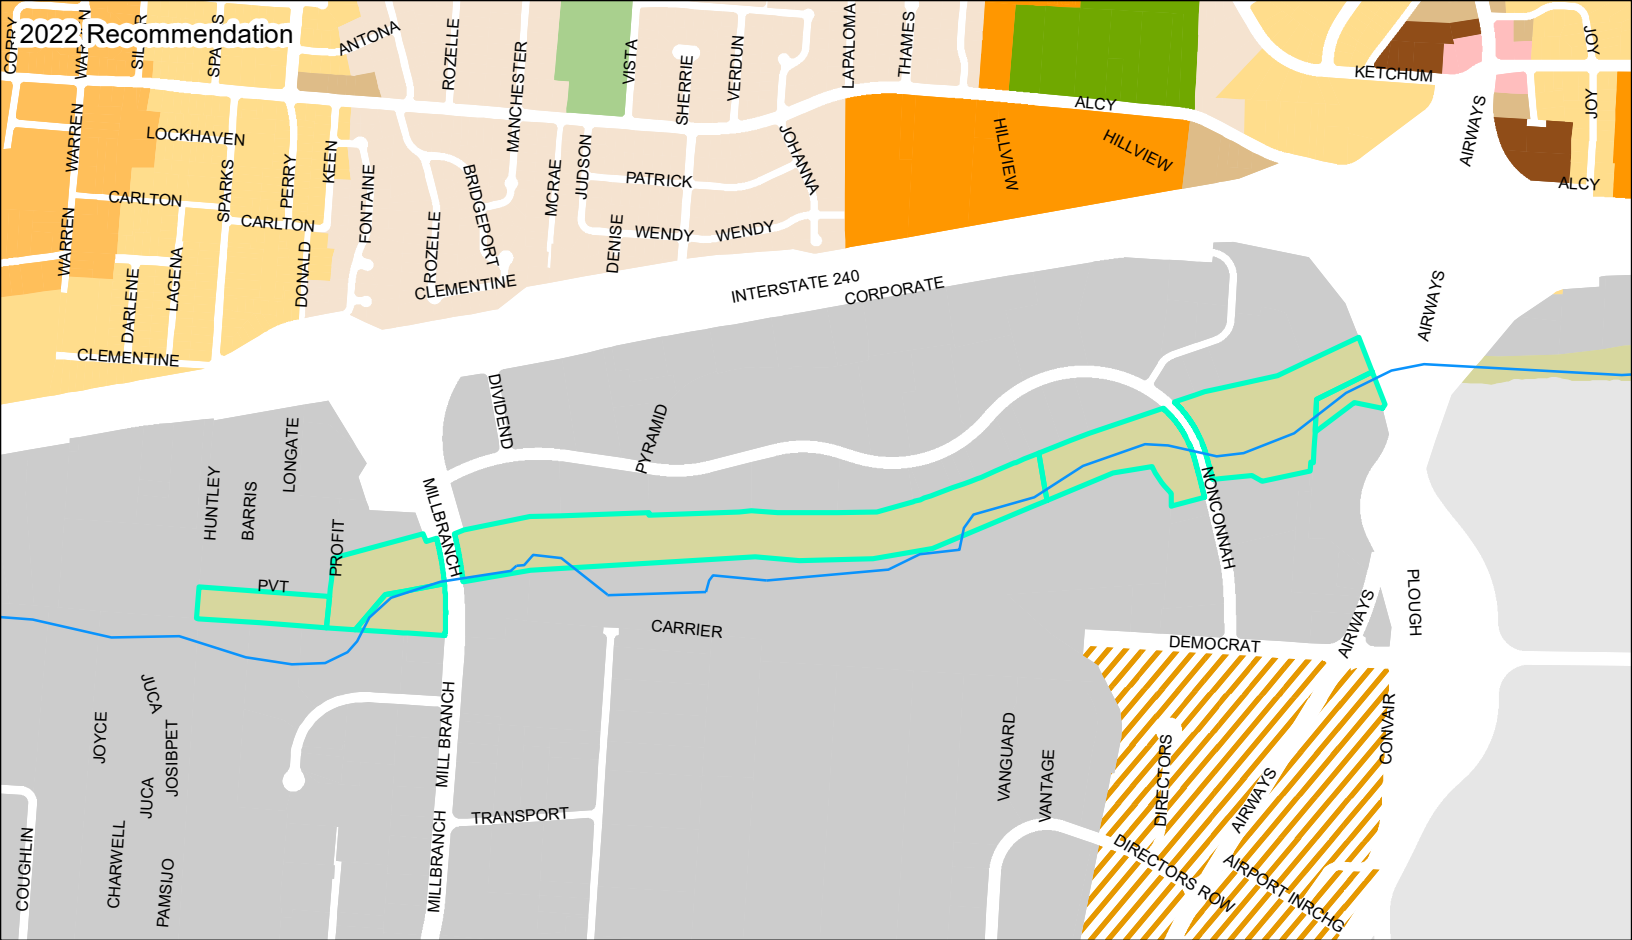 2022 Recommendation
CORRY
WARREN
SPARKS
ANTONA
ROZELLE
MANCHESTER
VISTA
SHERRIE
VERDUN
LAPALOMA
THAMES
ALCY
HILLVIEW
HILLVIEW
KETCHUM
AIRWAYS
JOY
JOY
ALCY
LOCKHAVEN
WARREN
CARLTON
SPARKS
PERRY
KEEN
CARLTON
FONTAINE
BRIDGEPORT
ROZELLE
MCRAE
JUDSON
PATRICK
JOHANNA
DENISE
WENDY
WENDY
WARREN
DARLENE
LAGENA
DONALD
CLEMENTINE
CLEMENTINE
INTERSTATE 240
CORPORATE
AIRWAYS
DIVIDEND
PYRAMID
LONGATE
HUNTLEY
BARRIS
PROFIT
MILLBRANCH
NONCONNAH
PVT
CARRIER
DEMOCRAT
AIRWAYS
PLOUGH
JUCA
JOYCE
JOSIBPET
JUCA
CHARWELL
PAMSIJO
COUGHLIN
MILL BRANCH
MILLBRANCH
TRANSPORT
VANGUARD
VANTAGE
DIRECTORS
AIRWAYS
CONVAIR
DIRECTORS ROW
AIRPORT INRCHG